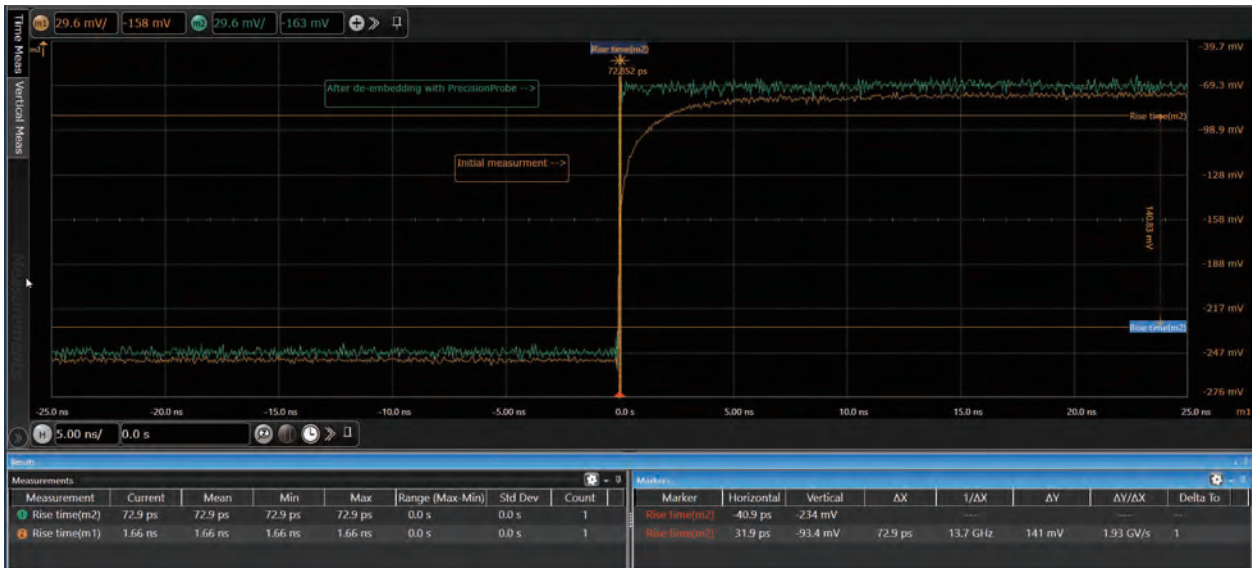 Time Meas
Vertical Meas
Measurements
m1 29.6 mV/ -158 mV m2 29.6 mV/ -163 mV
m2
Rise time(m2)
72.852 ps
-39.7 mV
After de-embedding with PrecisionProbe -->
-69.3 mV
Rise time(m2)
-98.9 mV
Initial measurment -->
-128 mV
140.83 mV
-158 mV
-188 mV
-217 mV
Rise time(m2)
-247 mV
-276 mV
-25.0 ns -20.0 ns -15.0 ns -10.0 ns -5.00 ns 0.0 s 5.00 ns 10.0 ns 15.0 ns 20.0 ns 25.0 ns m1
H 5.00 ns/ 0.0 s
Results
Measurements
Measurement Current Mean Min Max Range (Max-Min) Std Dev Count
1 Rise time(m2) 72.9 ps 72.9 ps 72.9 ps 72.9 ps 0.0 s 0.0 s 1
2 Rise time(m1) 1.66 ns 1.66 ns 1.66 ns 1.66 ns 0.0 s 0.0 s 1
Markers
Marker Horizontal Vertical ΔX 1/ΔX ΔY ΔY/ΔX Delta To
Rise time(m2) -40.9 ps -234 mV --- --- ---
Rise time(m2) 31.9 ps -93.4 mV 72.9 ps 13.7 GHz 141 mV 1.93 GV/s 1